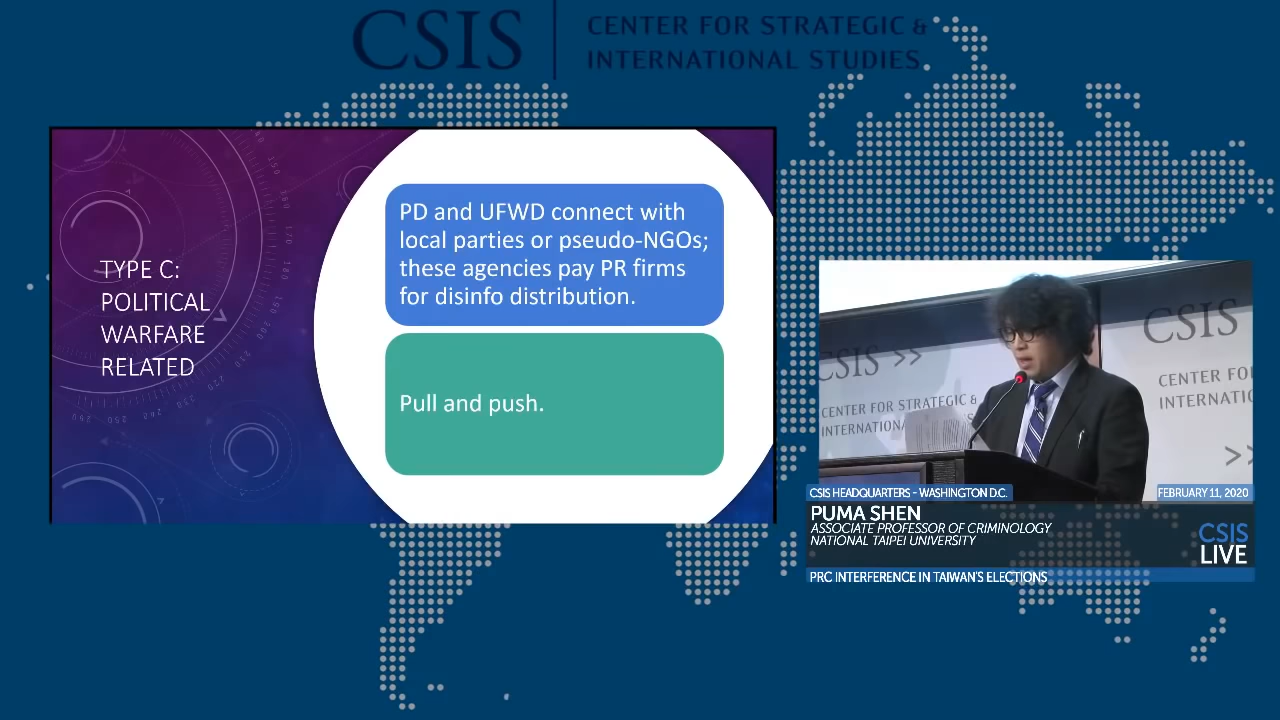 CSIS
CENTER FOR STRATEGIC &
INTERNATIONAL STUDIES
TYPE C:
POLITICAL
WARFARE
RELATED
PD and UFWD connect with
local parties or pseudo-NGOs;
these agencies pay PR firms
for disinfo distribution.
Pull and push.
CSIS >>
CENTER FOR STRATEGIC &
INTERNATIONAL
CSIS
CENTER FO
INTERNATIO
>>
CSIS HEADQUARTERS - WASHINGTON D.C.
FEBRUARY 11, 2020
PUMA SHEN
ASSOCIATE PROFESSOR OF CRIMINOLOGY
NATIONAL TAIPEI UNIVERSITY
CSIS
LIVE
PRC INTERFERENCE IN TAIWAN'S ELECTIONS